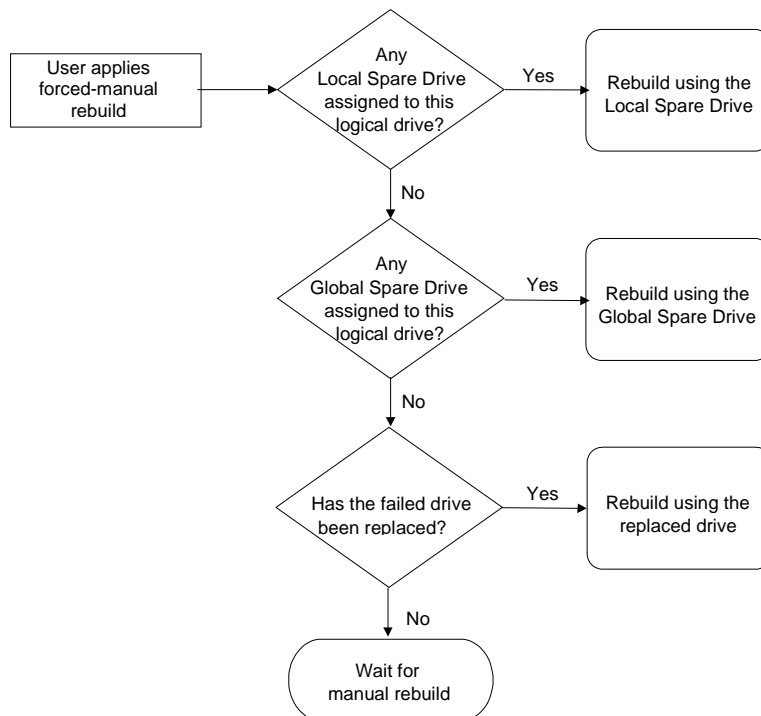 User applies
forced-manual
rebuild
Any
Local Spare Drive
assigned to this
logical drive?
Yes
Rebuild using the
Local Spare Drive
No
Any
Global Spare Drive
assigned to this
logical drive?
Yes
Rebuild using the
Global Spare Drive
No
Has the failed drive
been replaced?
Yes
Rebuild using the
replaced drive
No
Wait for
manual rebuild